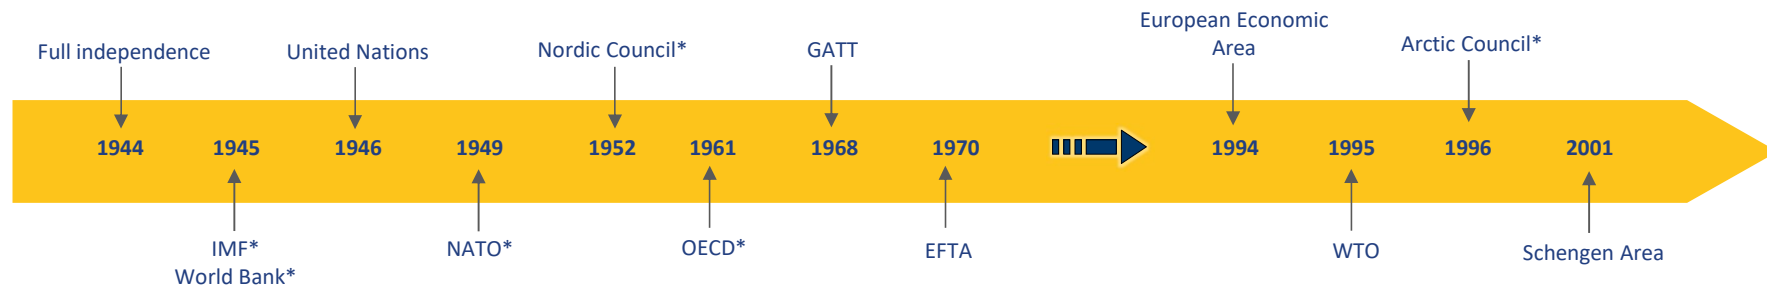 European Economic
Area
Full independence
United Nations
Nordic Council*
GATT
Arctic Council*
1944
1945
1946
1949
1952
1961
1968
1970
1994
1995
1996
2001
IMF*
World Bank*
NATO*
OECD*
EFTA
WTO
Schengen Area